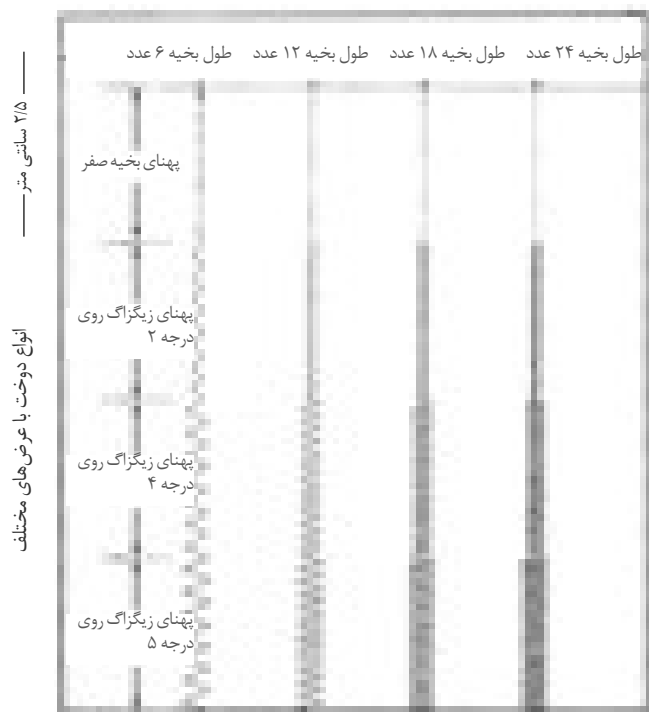 طول بخیه ۲۴ عدد
طول بخیه ۱۸ عدد
طول بخیه ۱۲ عدد
طول بخیه ۶ عدد
۲/۵ سانتی متر
پهنای بخیه صفر
پهنای زیگزاگ روی
درجه ۲
پهنای زیگزاگ روی
درجه ۴
پهنای زیگزاگ روی
درجه ۵
انواع دوخت با عرض‌های مختلف